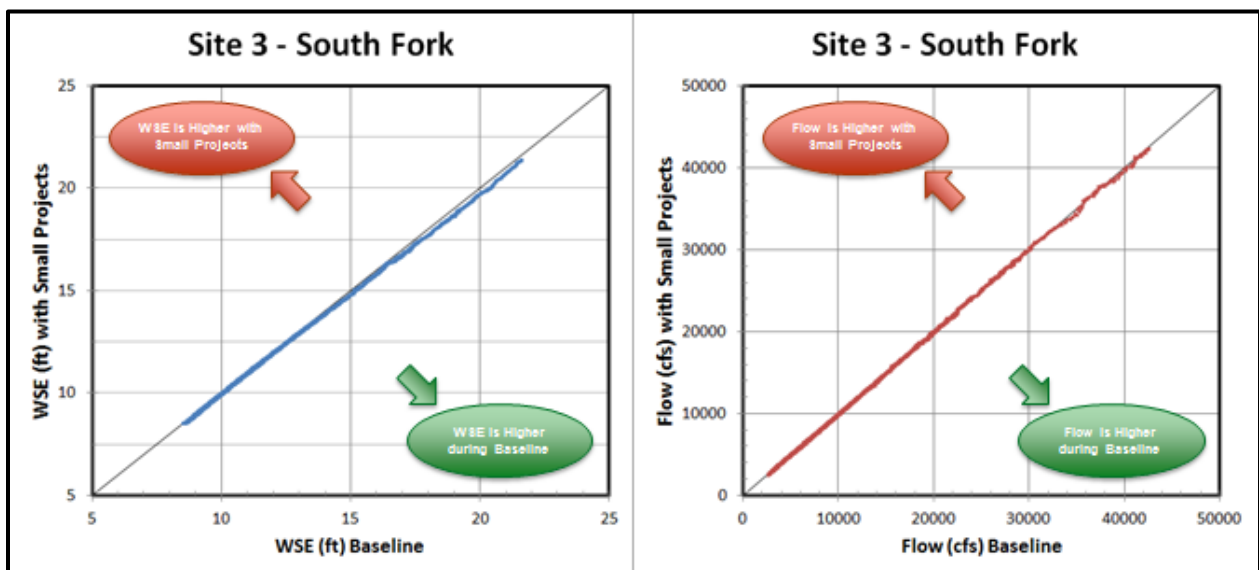 Site 3 - South Fork
25
20
15
10
5
5
10
15
20
25
WSE (ft) with Small Projects
WSE (ft) Baseline
WSE is Higher with
Small Projects
WSE is Higher
during Baseline
Site 3 - South Fork
50000
40000
30000
20000
10000
0
0
10000
20000
30000
40000
50000
Flow (cfs) with Small Projects
Flow (cfs) Baseline
Flow is Higher with
Small Projects
Flow is Higher
during Baseline